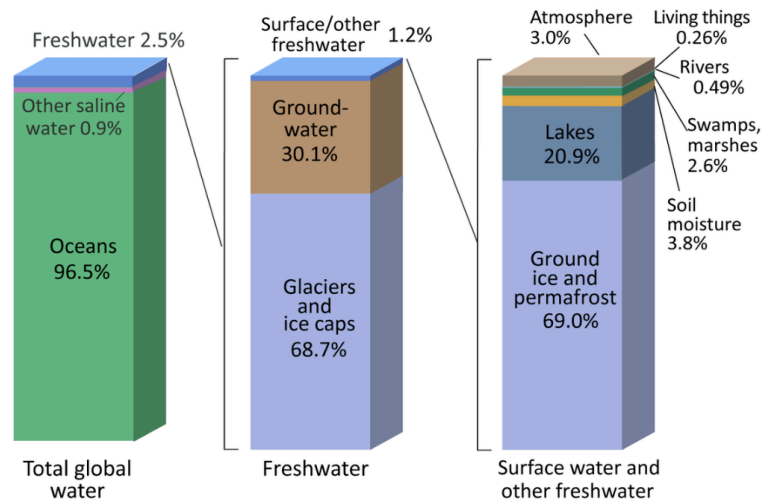 Freshwater 2.5%
Other saline
water 0.9%
Oceans
96.5%
Total global
water
Surface/other
freshwater
1.2%
Ground-
water
30.1%
Glaciers
and
ice caps
68.7%
Freshwater
Atmosphere
3.0%
Living things
0.26%
Rivers
0.49%
Swamps,
marshes
2.6%
Soil
moisture
3.8%
Lakes
20.9%
Ground
ice and
permafrost
69.0%
Surface water and
other freshwater